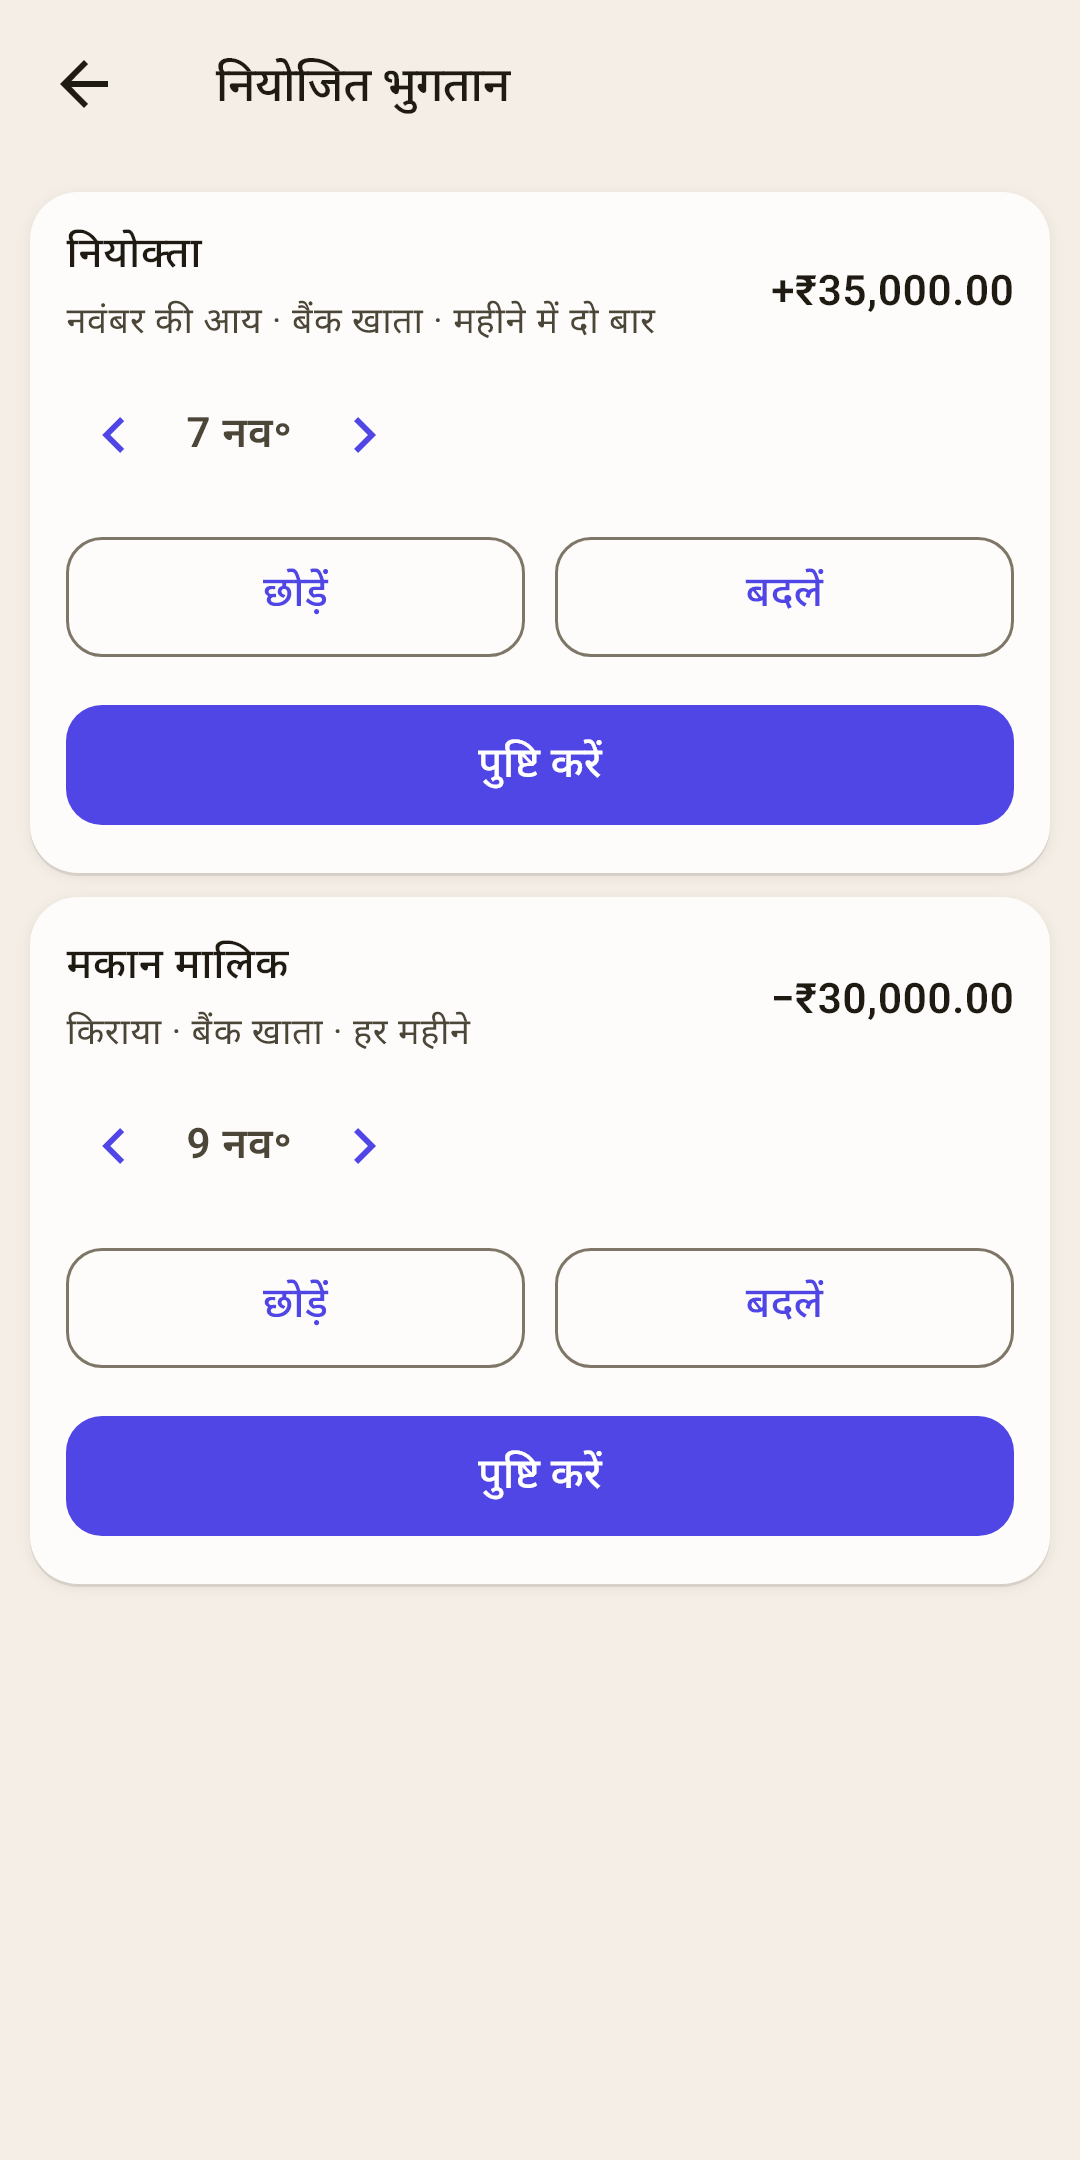 नियोजित भुगतान
नियोक्ता
नवंबर की आय · बैंक खाता · महीने में दो बार
+₹35,000.00
7 नव॰
छोड़ें
बदलें
पुष्टि करें
मकान मालिक
किराया · बैंक खाता · हर महीने
−₹30,000.00
9 नव॰
छोड़ें
बदलें
पुष्टि करें